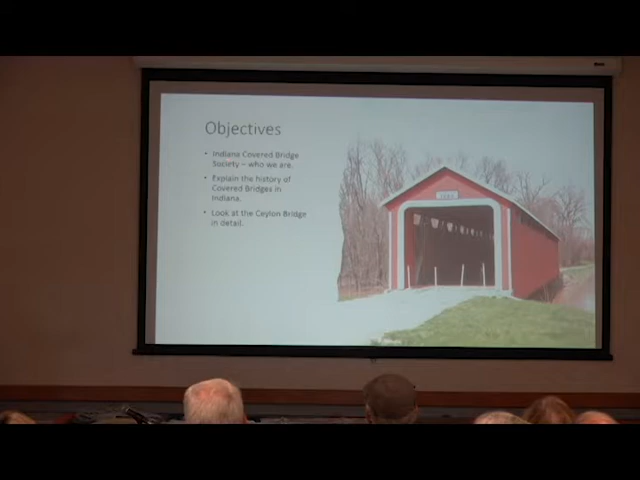 Objectives
• Indiana Covered Bridge
Society – who we are.
• Explain the history of
Covered Bridges in
Indiana.
• Look at the Ceylon Bridge
in detail.